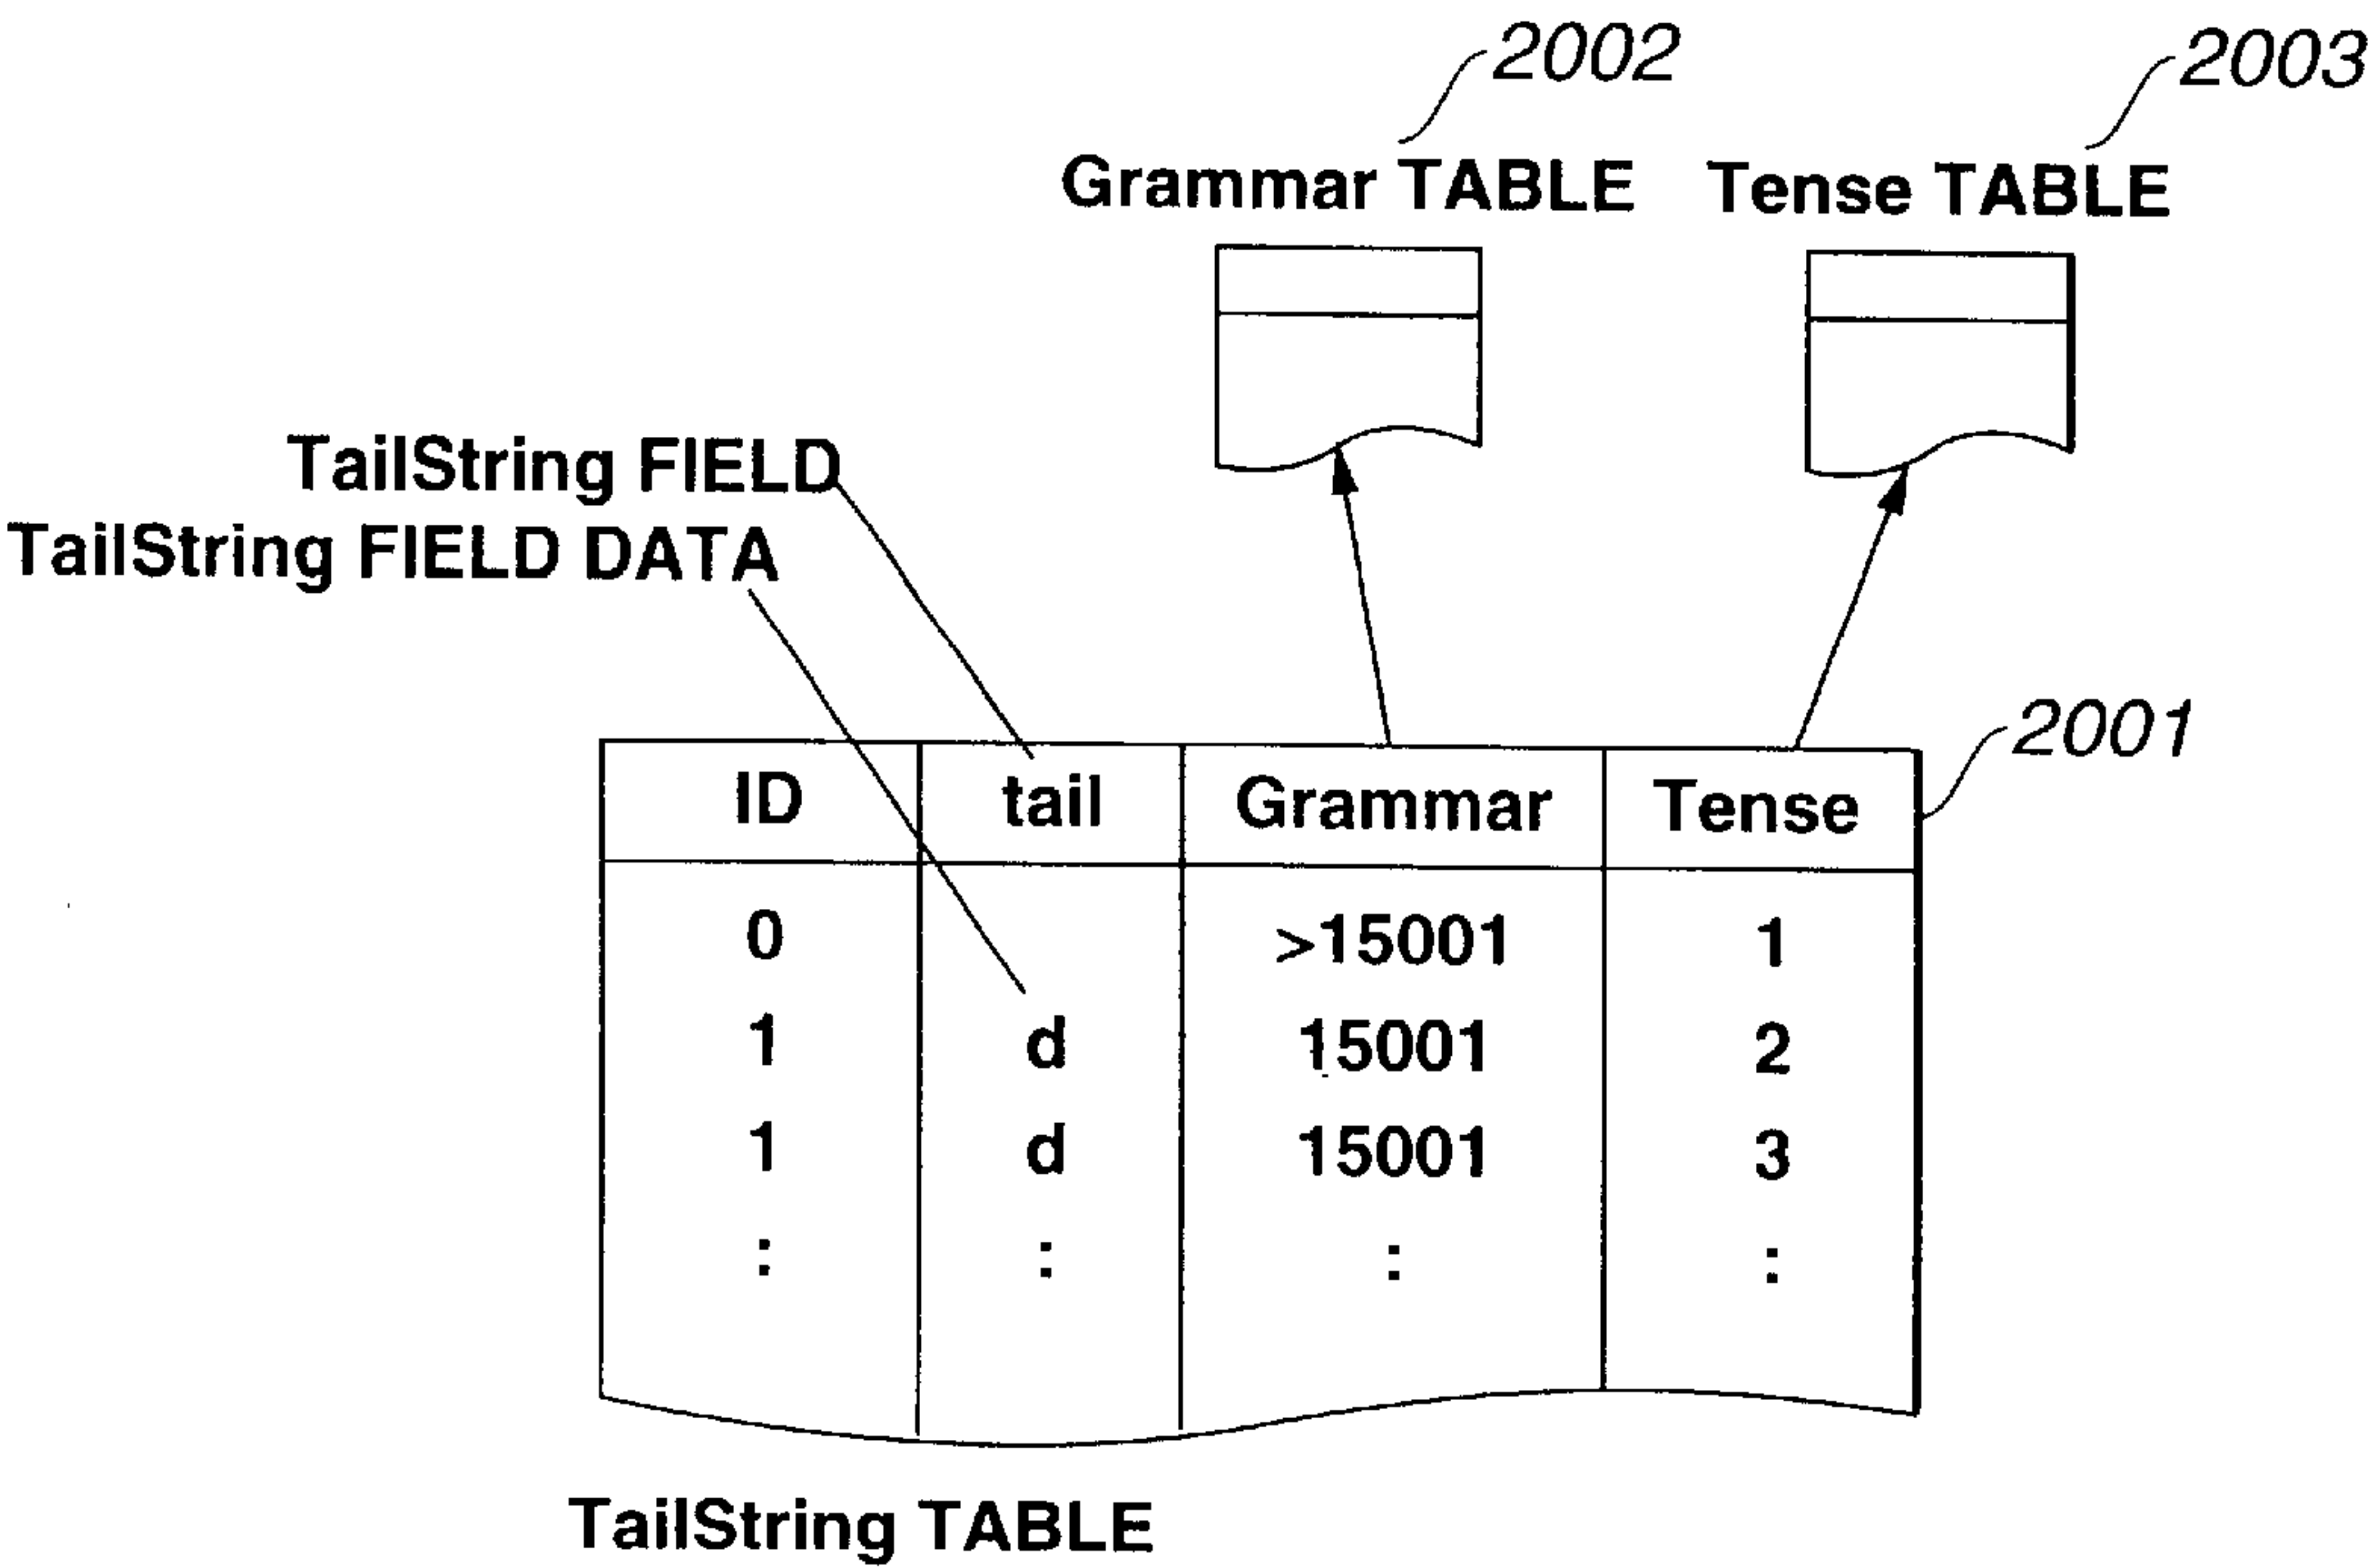 2002 2003
Grammar TABLE Tense TABLE
TailString FIELD
TailString FIELD DATA
2001
ID tail Grammar Tense
0 >15001 1
1 d 15001 2
1 d 15001 3
: : : :
TailString TABLE